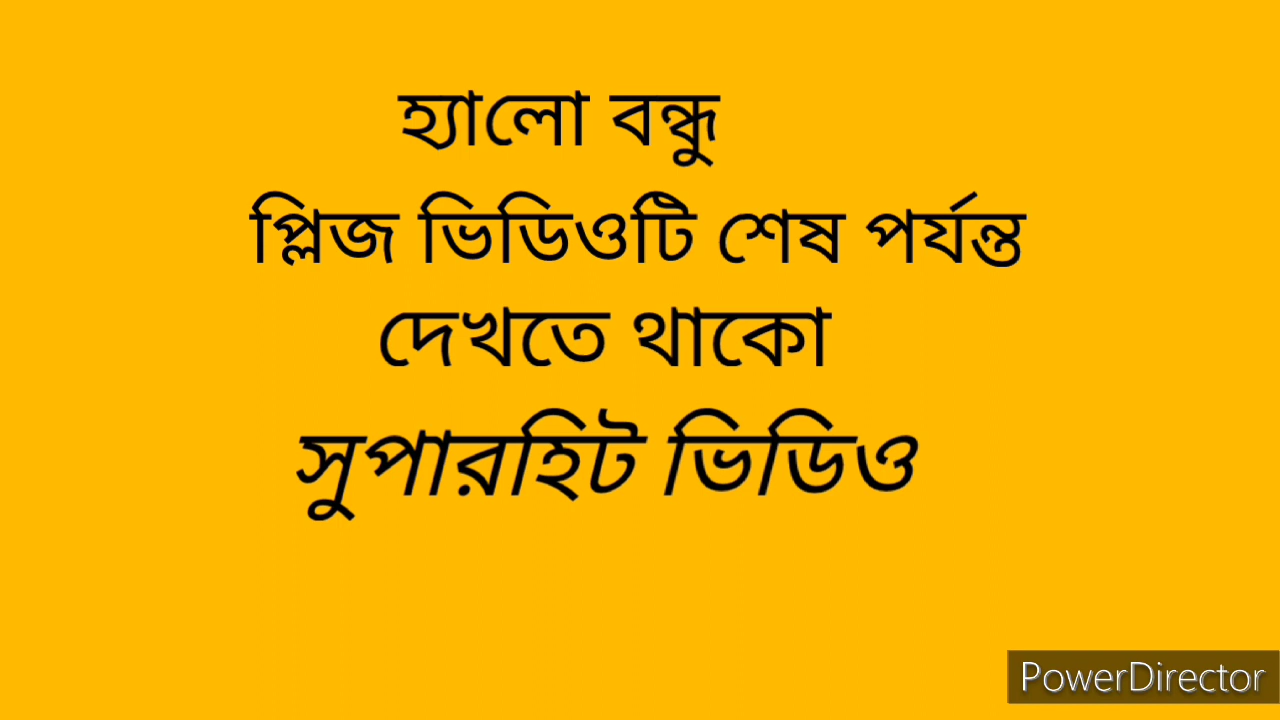 হ্যালো বন্ধু
প্লিজ ভিডিওটি শেষ পর্যন্ত
দেখতে থাকো
সুপারহিট ভিডিও
PowerDirector